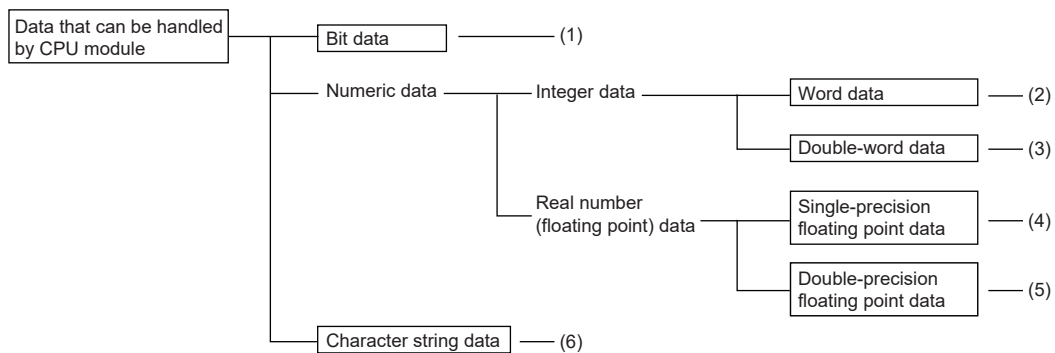 Data that can be handled
by CPU module
Bit data
(1)
Numeric data
Integer data
Word data
(2)
Double-word data
(3)
Real number
(floating point) data
Single-precision
floating point data
(4)
Double-precision
floating point data
(5)
Character string data
(6)